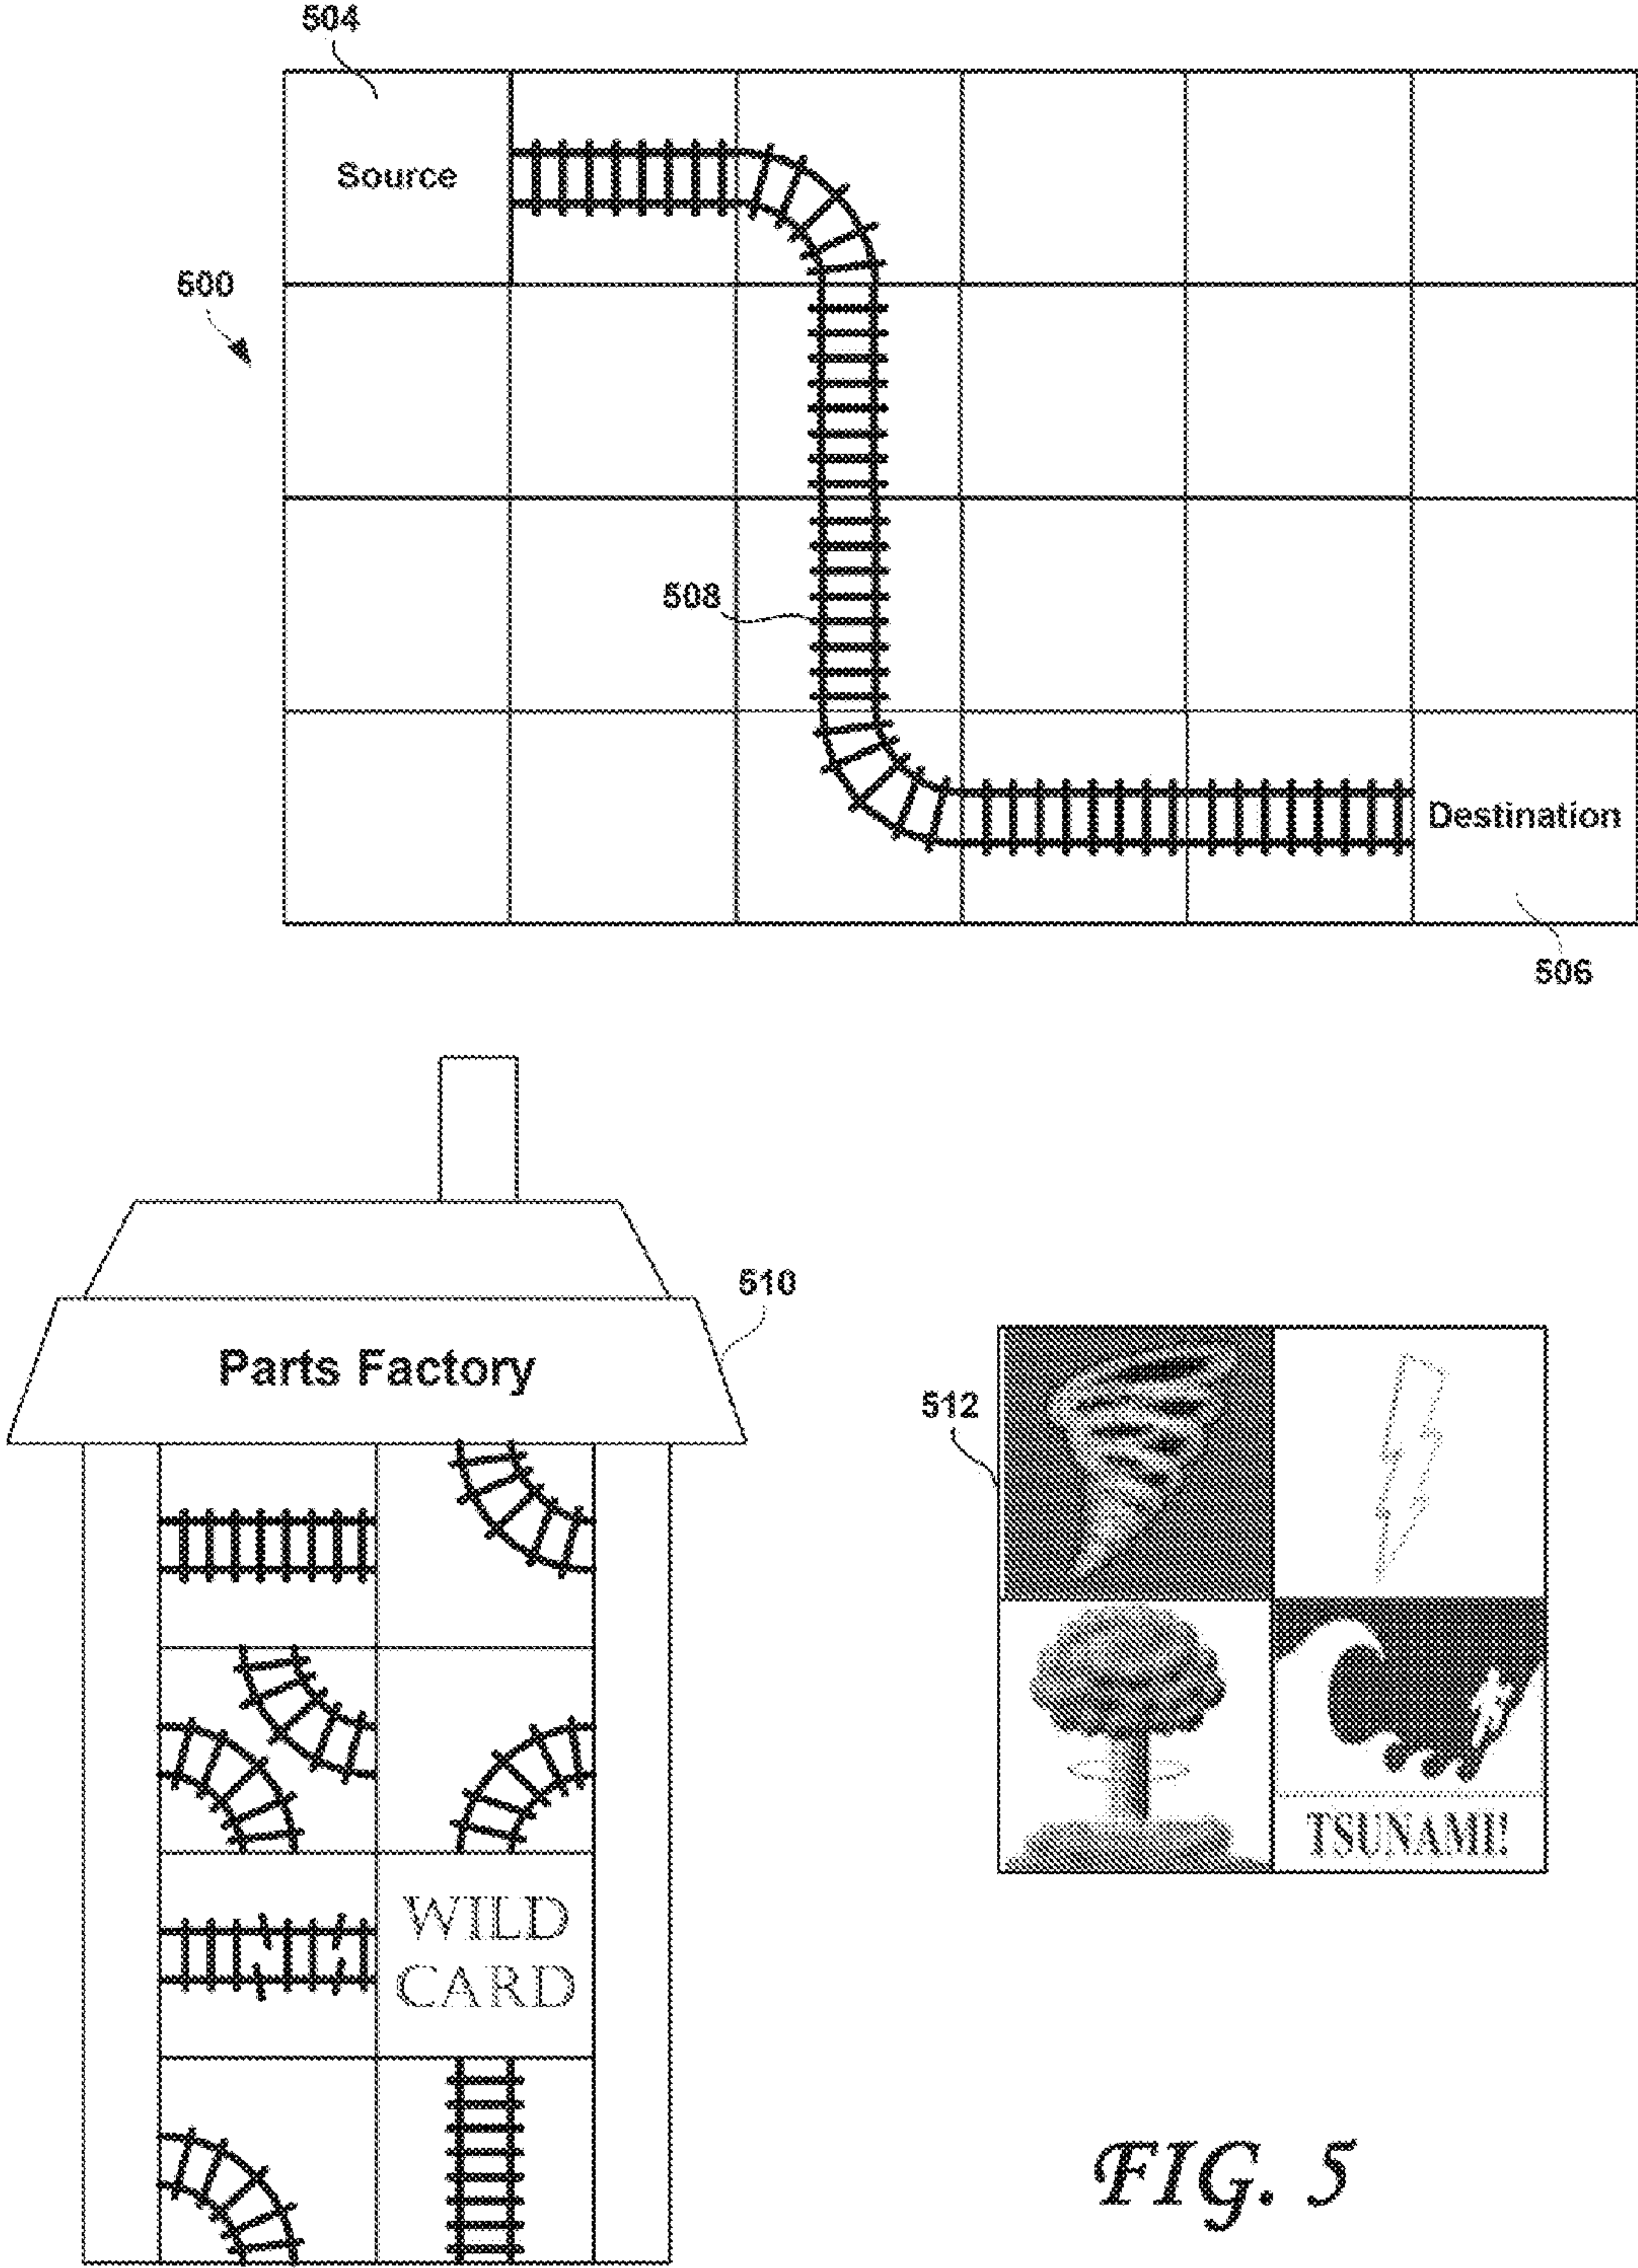 504
Source
500
508
Destination
506
510
Parts Factory
512
WILD
CARD
TSUNAMI!
FIG. 5